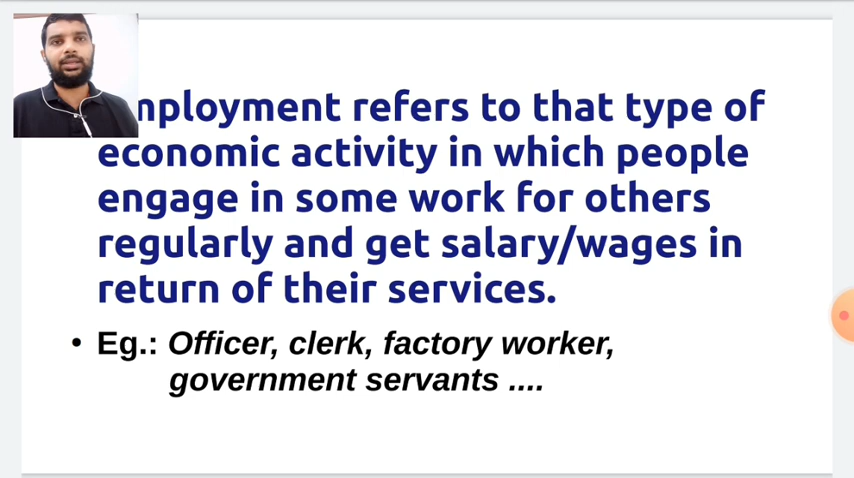 mployment refers to that type of
economic activity in which people
engage in some work for others
regularly and get salary/wages in
return of their services.
• Eg.: Officer, clerk, factory worker,
government servants ....